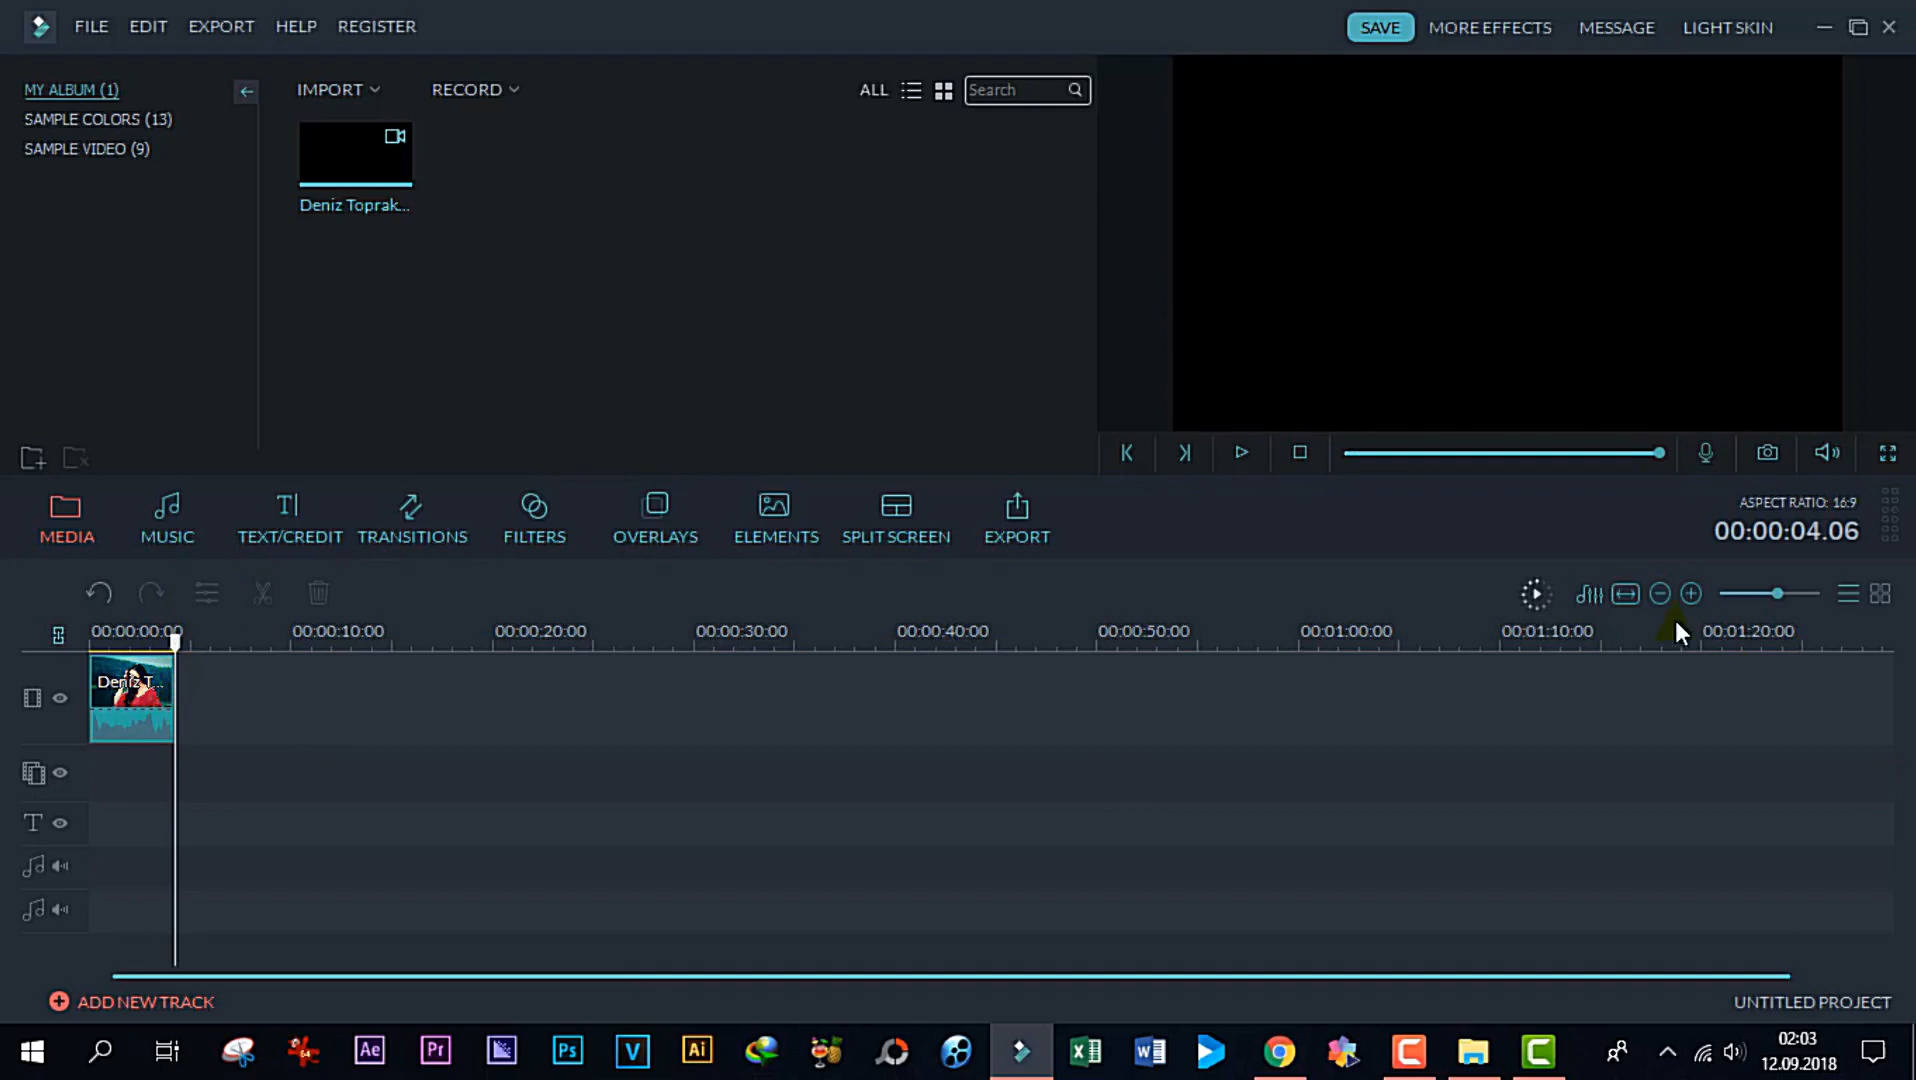 FILE EDIT EXPORT HELP REGISTER SAVE MORE EFFECTS MESSAGE LIGHT SKIN
MY ALBUM (1)
SAMPLE COLORS (13)
SAMPLE VIDEO (9)
IMPORT RECORD ALL Search
Deniz Toprak...
MEDIA MUSIC TEXT/CREDIT TRANSITIONS FILTERS OVERLAYS ELEMENTS SPLIT SCREEN EXPORT
ASPECT RATIO: 16:9
00:00:04.06
00:00:00:00 00:00:10:00 00:00:20:00 00:00:30:00 00:00:40:00 00:00:50:00 00:01:00:00 00:01:10:00 00:01:20:00
Deniz T...
ADD NEW TRACK UNTITLED PROJECT
Ae Pr Ps V Ai
02:03
12.09.2018